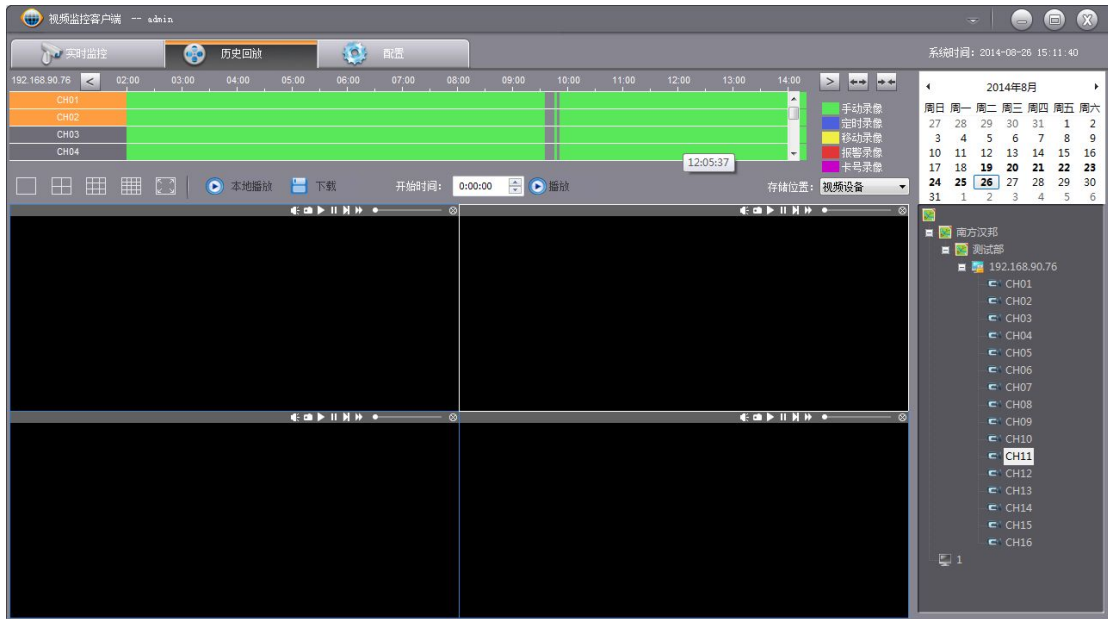 视频监控客户端 -- admin
实时监控 历史回放 配置 系统时间：2014-08-26 15:11:40
192.168.90.76 < 02:00 03:00 04:00 05:00 06:00 07:00 08:00 09:00 10:00 11:00 12:00 13:00 14:00 >
CH01
CH02
CH03
CH04
12:05:37
手动录像
定时录像
移动录像
报警录像
卡号录像
本地播放 下载 开始时间： 0:00:00 播放 存储位置： 视频设备
2014年8月
周日 周一 周二 周三 周四 周五 周六
27 28 29 30 31 1 2
3 4 5 6 7 8 9
10 11 12 13 14 15 16
17 18 19 20 21 22 23
24 25 26 27 28 29 30
31 1 2 3 4 5 6
南方汉邦
测试部
192.168.90.76
CH01
CH02
CH03
CH04
CH05
CH06
CH07
CH08
CH09
CH10
CH11
CH12
CH13
CH14
CH15
CH16
1